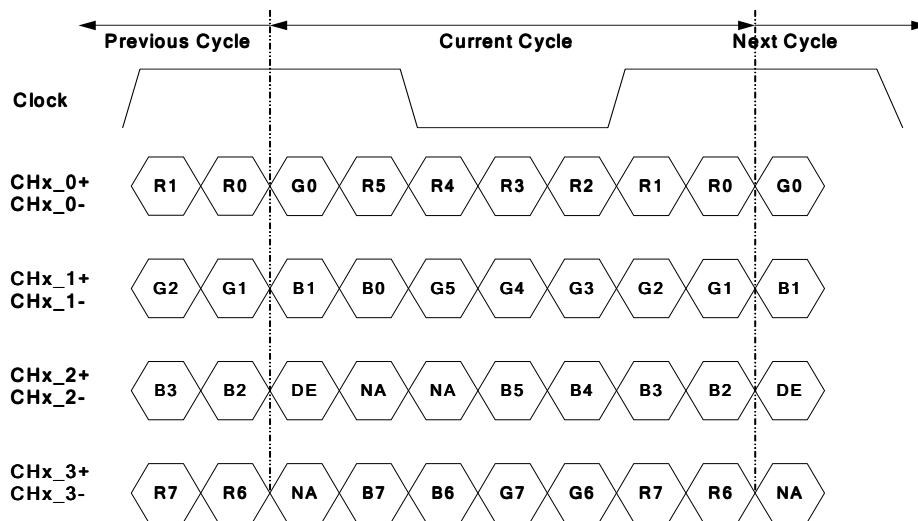 Previous Cycle Current Cycle Next Cycle
Clock
CHx_0+
CHx_0-
R1 R0 G0 R5 R4 R3 R2 R1 R0 G0
CHx_1+
CHx_1-
G2 G1 B1 B0 G5 G4 G3 G2 G1 B1
CHx_2+
CHx_2-
B3 B2 DE NA NA B5 B4 B3 B2 DE
CHx_3+
CHx_3-
R7 R6 NA B7 B6 G7 G6 R7 R6 NA